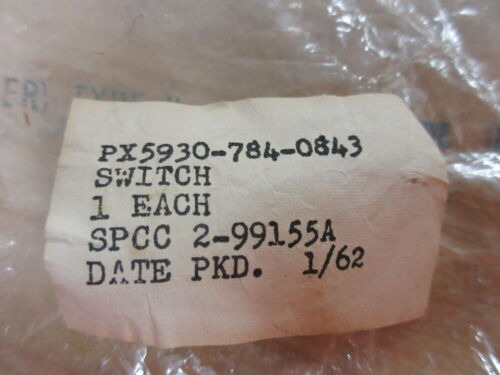 PX5930-784-0843
SWITCH
1 EACH
SPCC 2-99155A
DATE PKD. 1/62